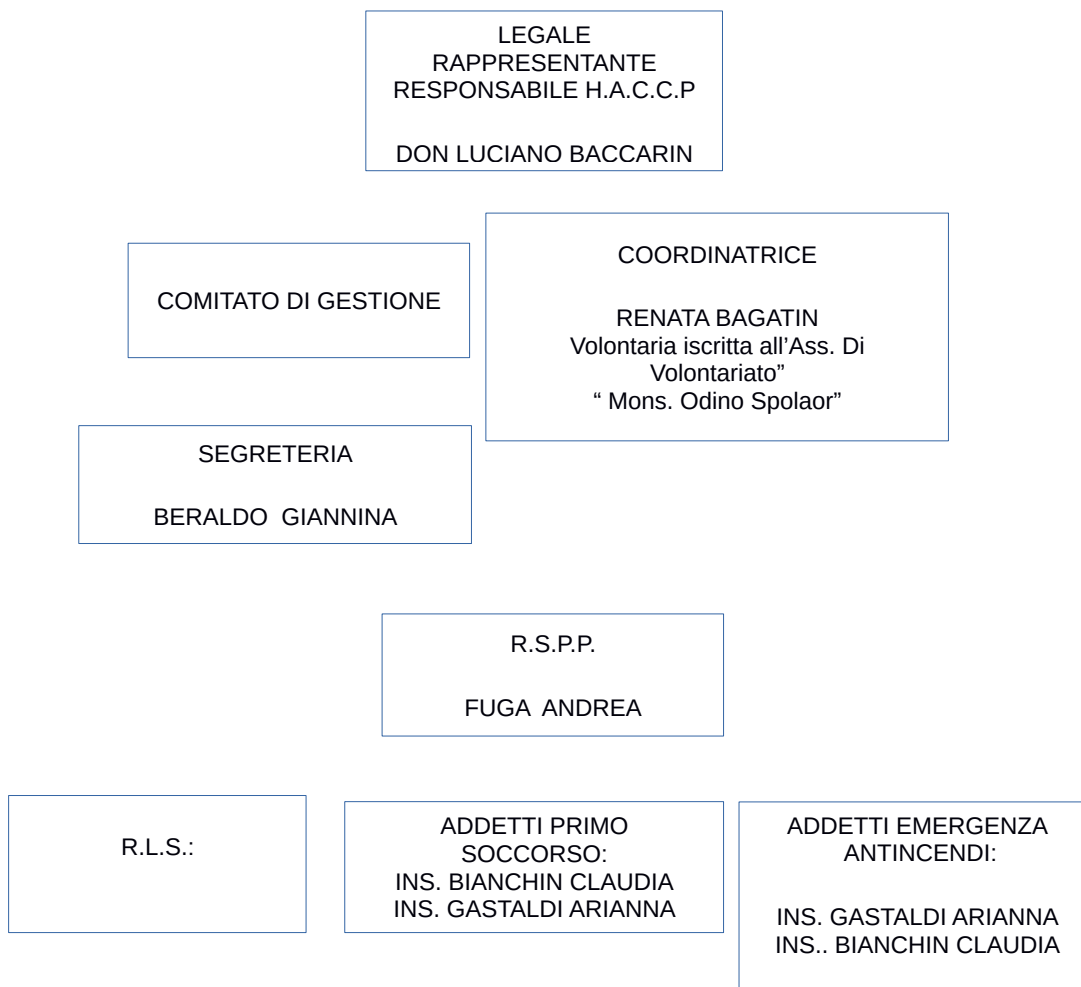 LEGALE
RAPPRESENTANTE
RESPONSABILE H.A.C.C.P
DON LUCIANO BACCARIN
COMITATO DI GESTIONE
COORDINATRICE
RENATA BAGATIN
Volontaria iscritta all’Ass. Di
Volontariato”
“ Mons. Odino Spolaor”
SEGRETERIA
BERALDO  GIANNINA
R.S.P.P.
FUGA  ANDREA
R.L.S.:
ADDETTI PRIMO
SOCCORSO:
INS. BIANCHIN CLAUDIA
INS. GASTALDI ARIANNA
ADDETTI EMERGENZA
ANTINCENDI:
INS. GASTALDI ARIANNA
INS.. BIANCHIN CLAUDIA